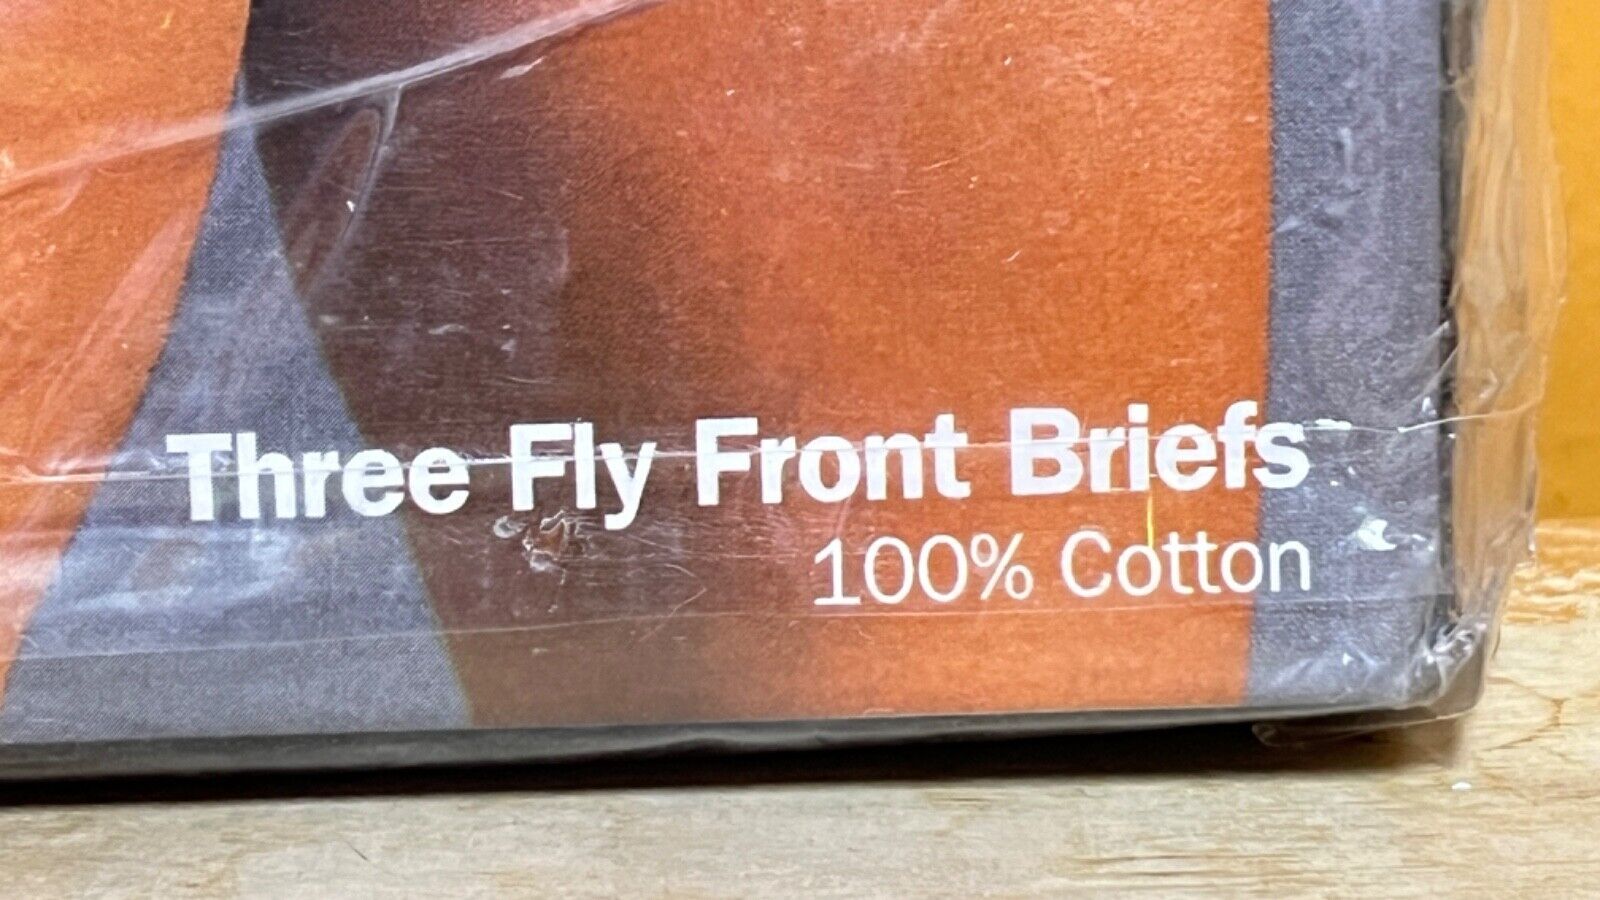 Three Fly Front Briefs
100% Cotton